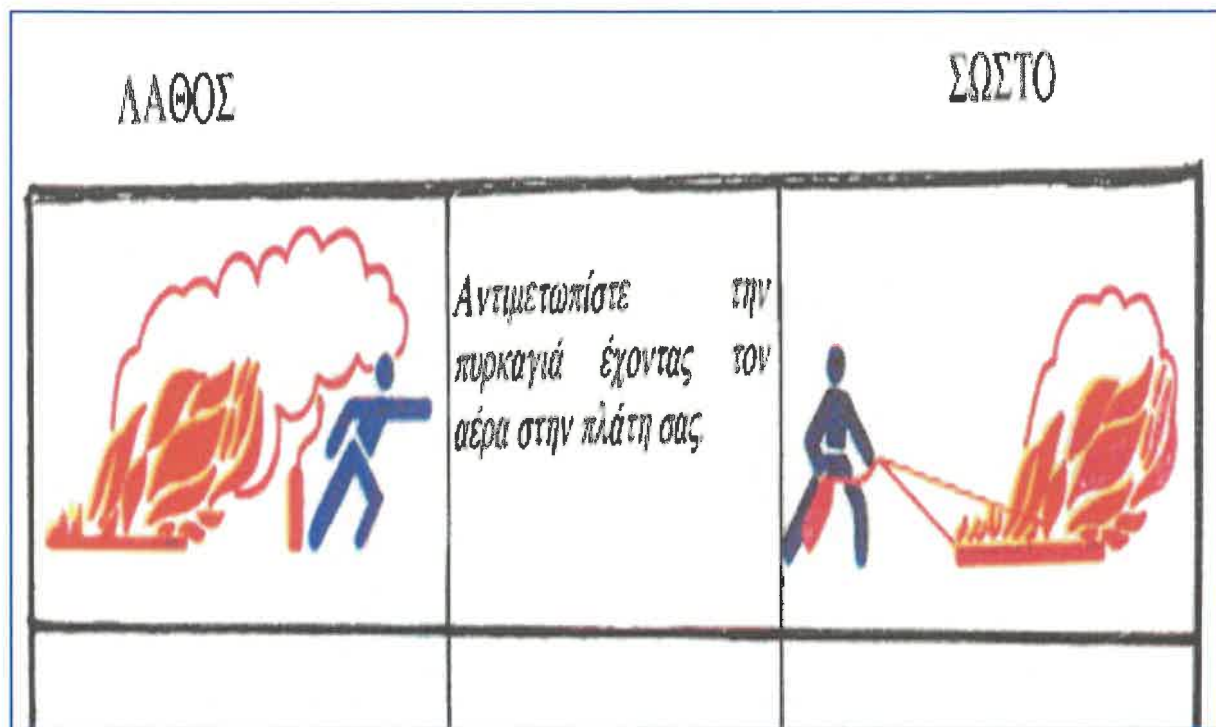 ΛΑΘΟΣ
ΣΩΣΤΟ
Αντιμετωπίστε την
πυρκαγιά έχοντας τον
αέρα στην πλάτη σας.